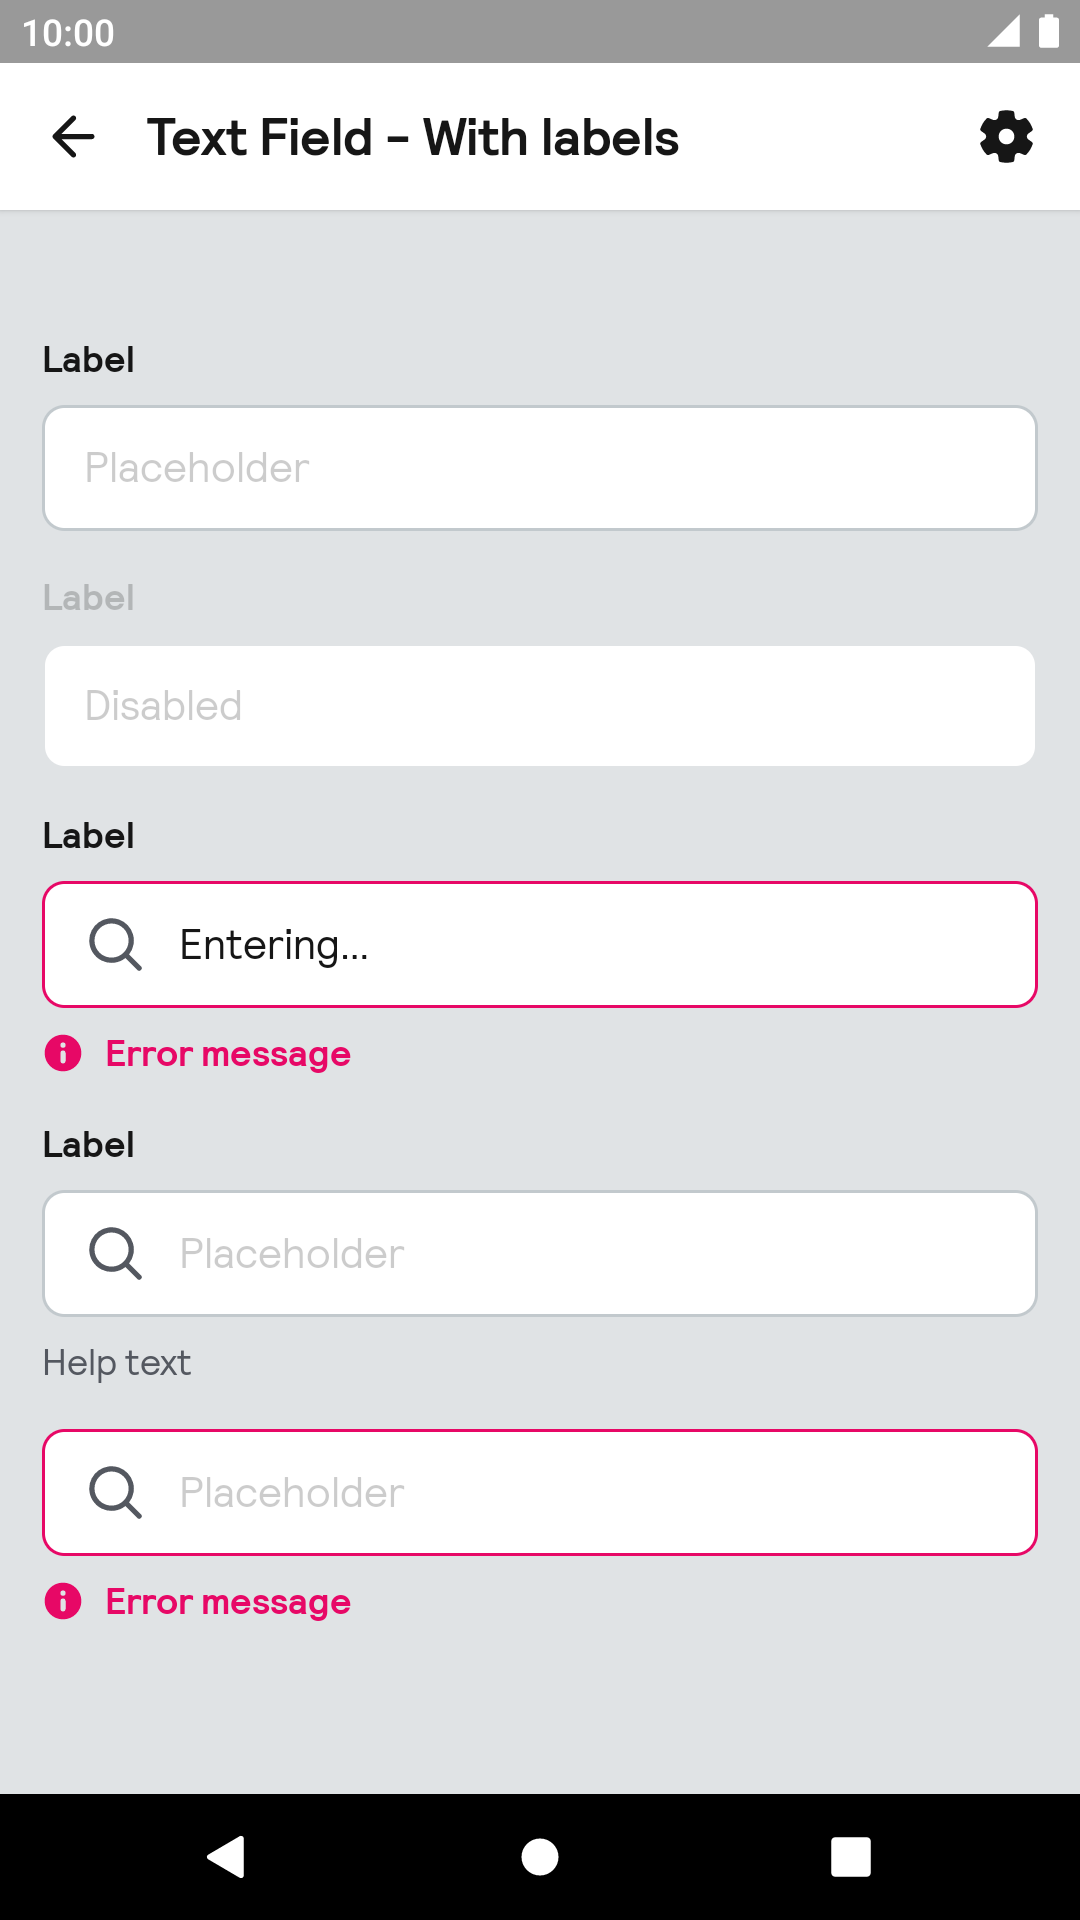 10:00
Text Field - With labels
Label
Placeholder
Label
Disabled
Label
Entering...
Error message
Label
Placeholder
Help text
Placeholder
Error message